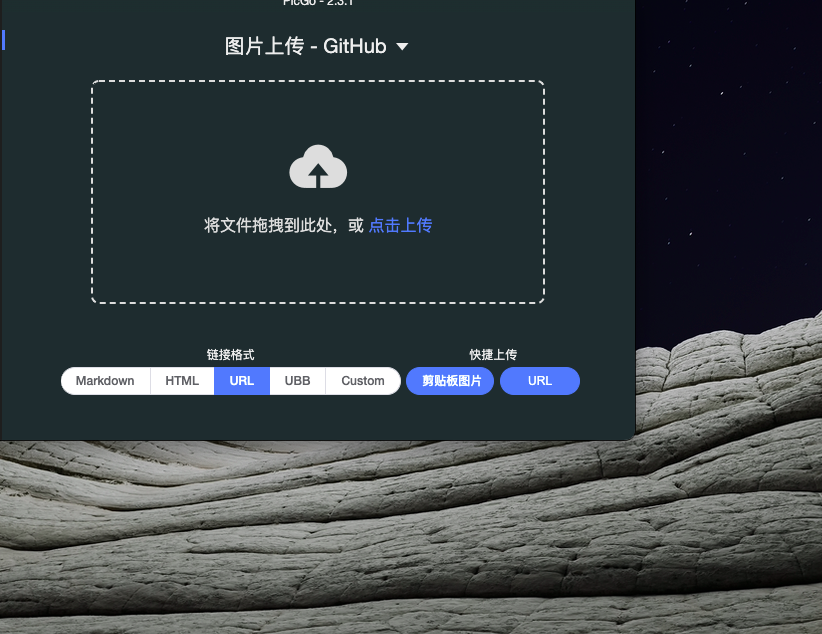 PicGo - 2.3.1
图片上传 - GitHub
将文件拖拽到此处，或 点击上传
链接格式
快捷上传
Markdown HTML URL UBB Custom 剪贴板图片 URL